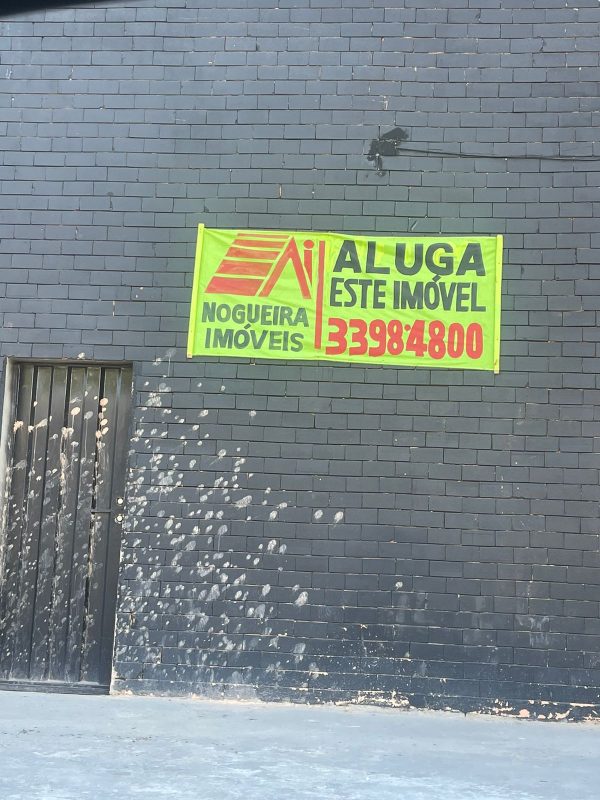 NOGUEIRA
IMÓVEIS
ALUGA
ESTE IMÓVEL
3398-4800